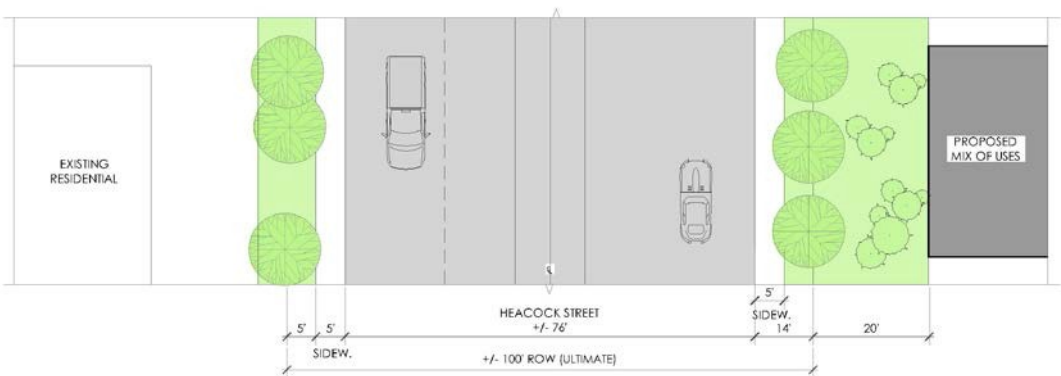 EXISTING
RESIDENTIAL
PROPOSED
MIX OF USES
HEACOCK STREET
+/- 76'
5'
5'
SIDEW.
5'
SIDEW.
14'
20'
+/- 100' ROW (ULTIMATE)